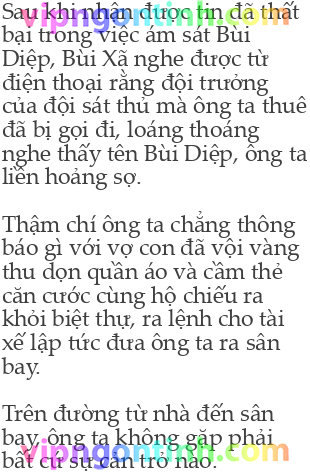 Sau khi nhận được tin đã thất
bại trong việc ám sát Bùi
Diệp, Bùi Xã nghe được từ
điện thoại rằng đội trưởng
của đội sát thủ mà ông ta thuê
đã bị gọi đi, loáng thoáng
nghe thấy tên Bùi Diệp, ông ta
liền hoảng sợ.
Thậm chí ông ta chẳng thông
báo gì với vợ con đã vội vàng
thu dọn quần áo và cầm thẻ
căn cước cùng hộ chiếu ra
khỏi biệt thự, ra lệnh cho tài
xế lập tức đưa ông ta ra sân
bay.
Trên đường từ nhà đến sân
bay, ông ta không gặp phải
bất cứ sự cản trở nào.
vipngontinh.com
vipngontinh.com
vipngontinh.com